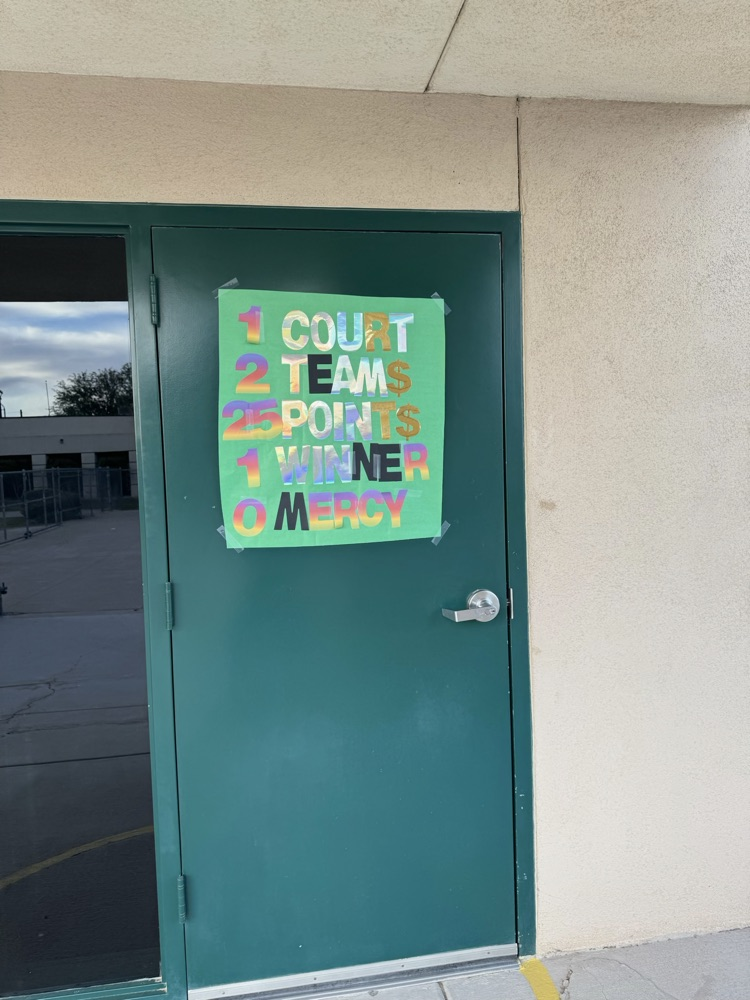 1 COURT
2 TEAM$
25 POINT$
1 WINNER
0 MERCY